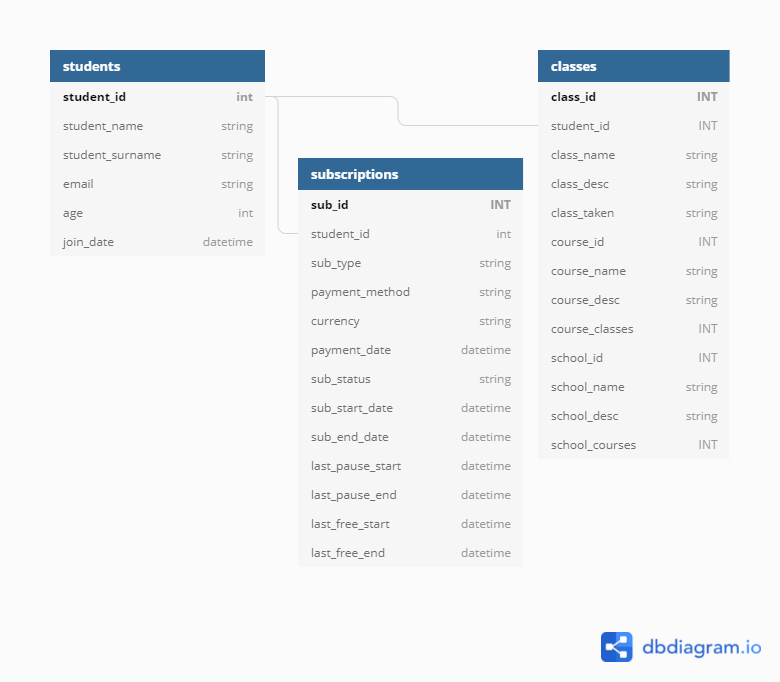 students
student_id int
student_name string
student_surname string
email string
age int
join_date datetime
subscriptions
sub_id INT
student_id int
sub_type string
payment_method string
currency string
payment_date datetime
sub_status string
sub_start_date datetime
sub_end_date datetime
last_pause_start datetime
last_pause_end datetime
last_free_start datetime
last_free_end datetime
classes
class_id INT
student_id INT
class_name string
class_desc string
class_taken string
course_id INT
course_name string
course_desc string
course_classes INT
school_id INT
school_name string
school_desc string
school_courses INT
dbdiagram.io